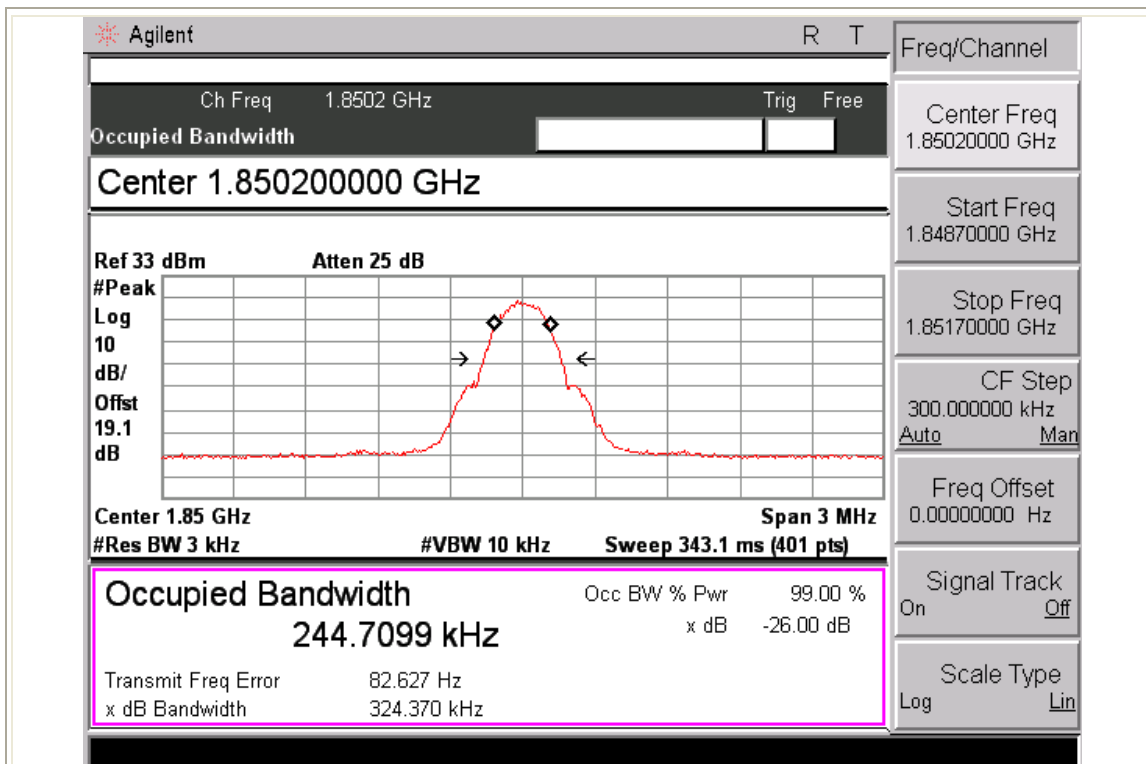 Agilent R T
Ch Freq 1.8502 GHz Trig Free
Occupied Bandwidth
Center 1.850200000 GHz
Ref 33 dBm Atten 25 dB
#Peak
Log
10
dB/
Offst
19.1
dB
Center 1.85 GHz Span 3 MHz
#Res BW 3 kHz #VBW 10 kHz Sweep 343.1 ms (401 pts)
Occupied Bandwidth Occ BW % Pwr 99.00 %
244.7099 kHz x dB -26.00 dB
Transmit Freq Error 82.627 Hz
x dB Bandwidth 324.370 kHz
Freq/Channel
Center Freq
1.85020000 GHz
Start Freq
1.84870000 GHz
Stop Freq
1.85170000 GHz
CF Step
300.000000 kHz
Auto Man
Freq Offset
0.00000000 Hz
Signal Track
On Off
Scale Type
Log Lin